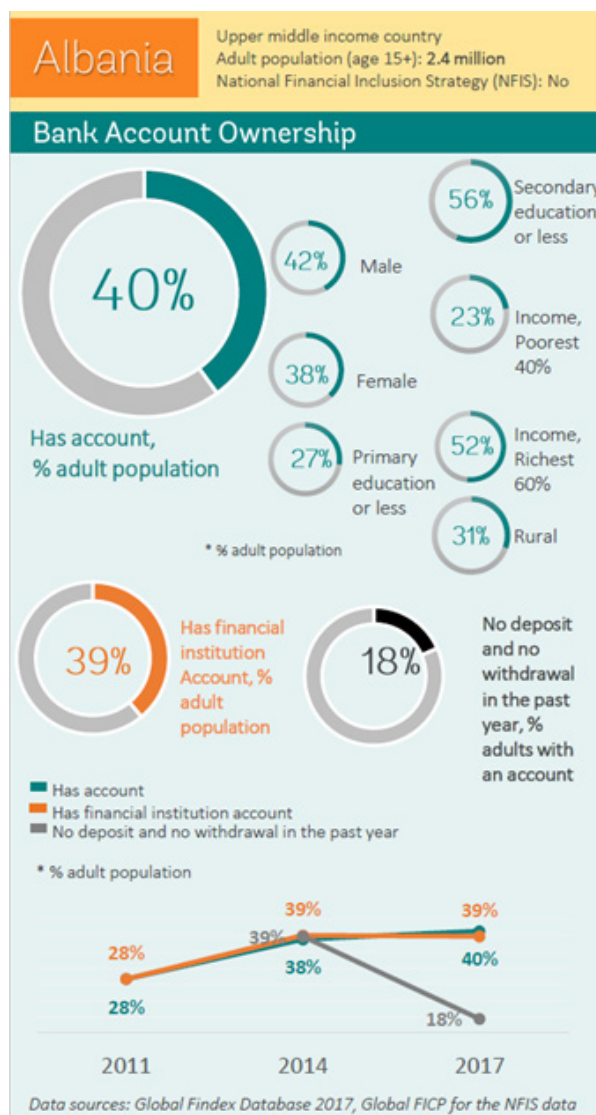 Albania
Upper middle income country
Adult population (age 15+): 2.4 million
National Financial Inclusion Strategy (NFIS): No
Bank Account Ownership
40%
Has account,
% adult population
42%
Male
38%
Female
27%
Primary
education
or less
56%
Secondary
education
or less
23%
Income,
Poorest
40%
52%
Income,
Richest
60%
31%
Rural
* % adult population
39%
Has financial
institution
Account, %
adult
population
18%
No deposit
and no
withdrawal
in the past
year, %
adults with
an account
Has account
Has financial institution account
No deposit and no withdrawal in the past year
* % adult population
28%
28%
39%
39%
38%
39%
40%
18%
2011
2014
2017
Data sources: Global Findex Database 2017, Global FICP for the NFIS data